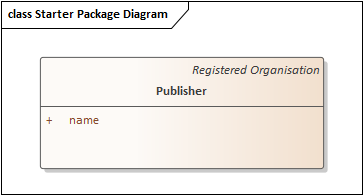 class Starter Package Diagram
Registered Organisation
Publisher
+ name